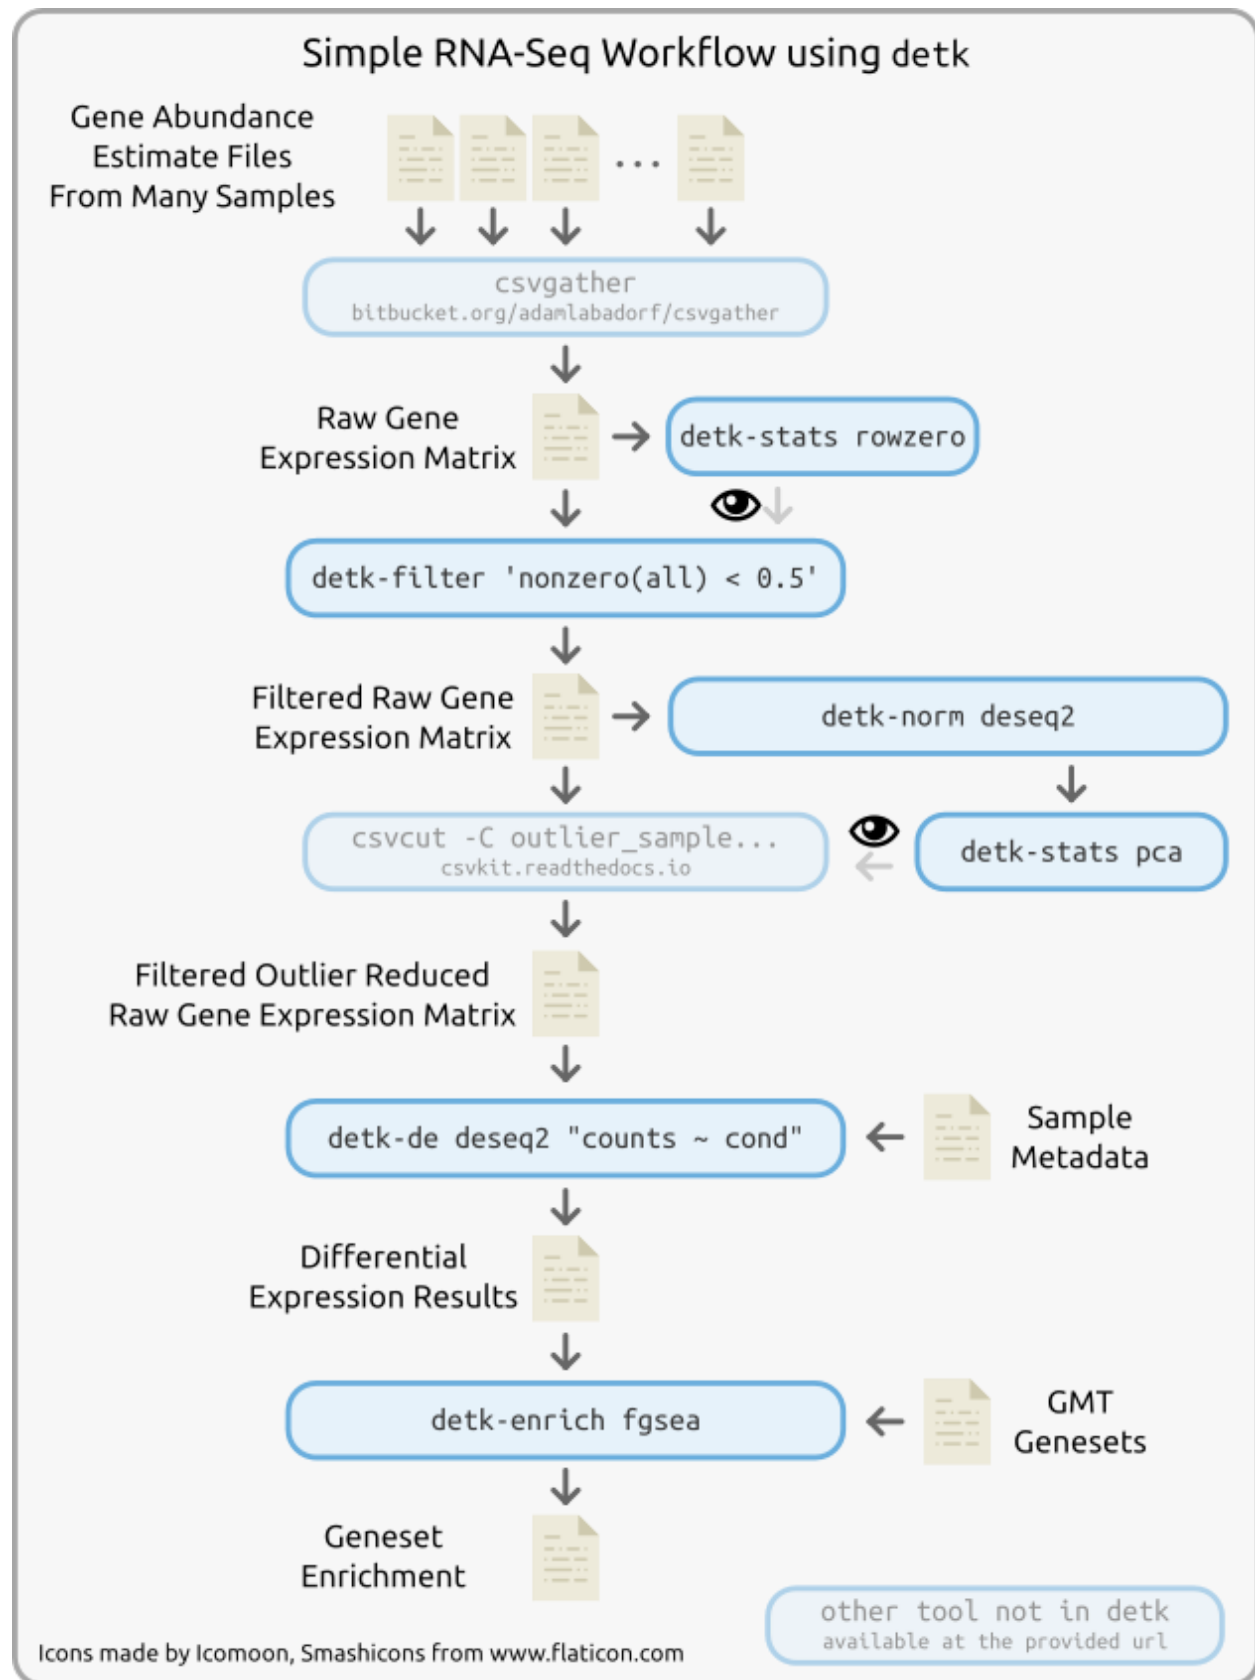 Simple RNA-Seq Workflow using detk
Gene Abundance
Estimate Files
From Many Samples
...
csvgather
bitbucket.org/adamlabadorf/csvgather
Raw Gene
Expression Matrix
detk-stats rowzero
detk-filter 'nonzero(all) < 0.5'
Filtered Raw Gene
Expression Matrix
detk-norm deseq2
csvcut -C outlier_sample...
csvkit.readthedocs.io
detk-stats pca
Filtered Outlier Reduced
Raw Gene Expression Matrix
detk-de deseq2 "counts ~ cond"
Sample
Metadata
Differential
Expression Results
detk-enrich fgsea
GMT
Genesets
Geneset
Enrichment
other tool not in detk
available at the provided url
Icons made by Icomoon, Smashicons from www.flaticon.com